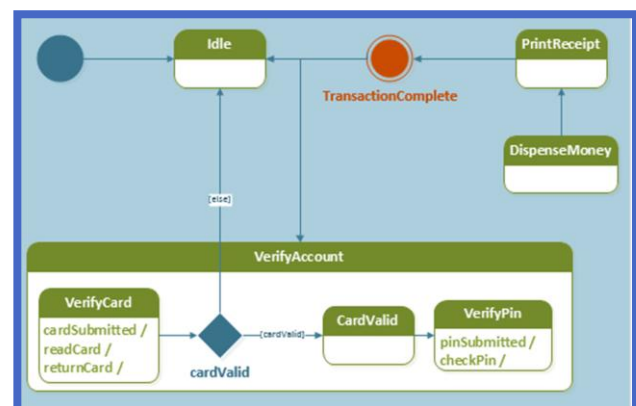 Idle
PrintReceipt
TransactionComplete
DispenseMoney
[else]
VerifyAccount
VerifyCard
cardSubmitted /
readCard /
returnCard /
cardValid
[cardValid]
CardValid
VerifyPin
pinSubmitted /
checkPin /